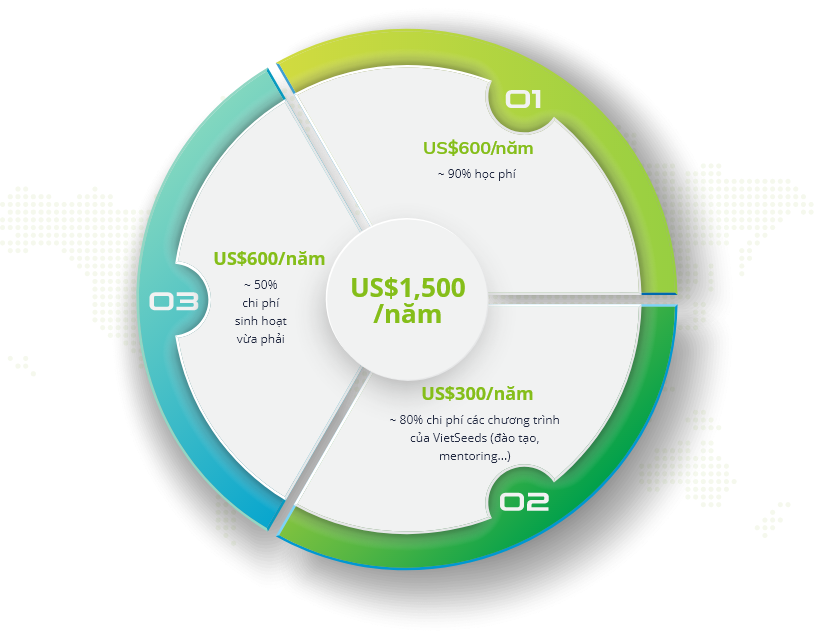 01
US$600/năm
~ 90% học phí
US$600/năm
~ 50%
chi phí
sinh hoạt
vừa phải
03
US$1,500
/năm
US$300/năm
~ 80% chi phí các chương trình
của VietSeeds (đào tạo,
mentoring...)
02